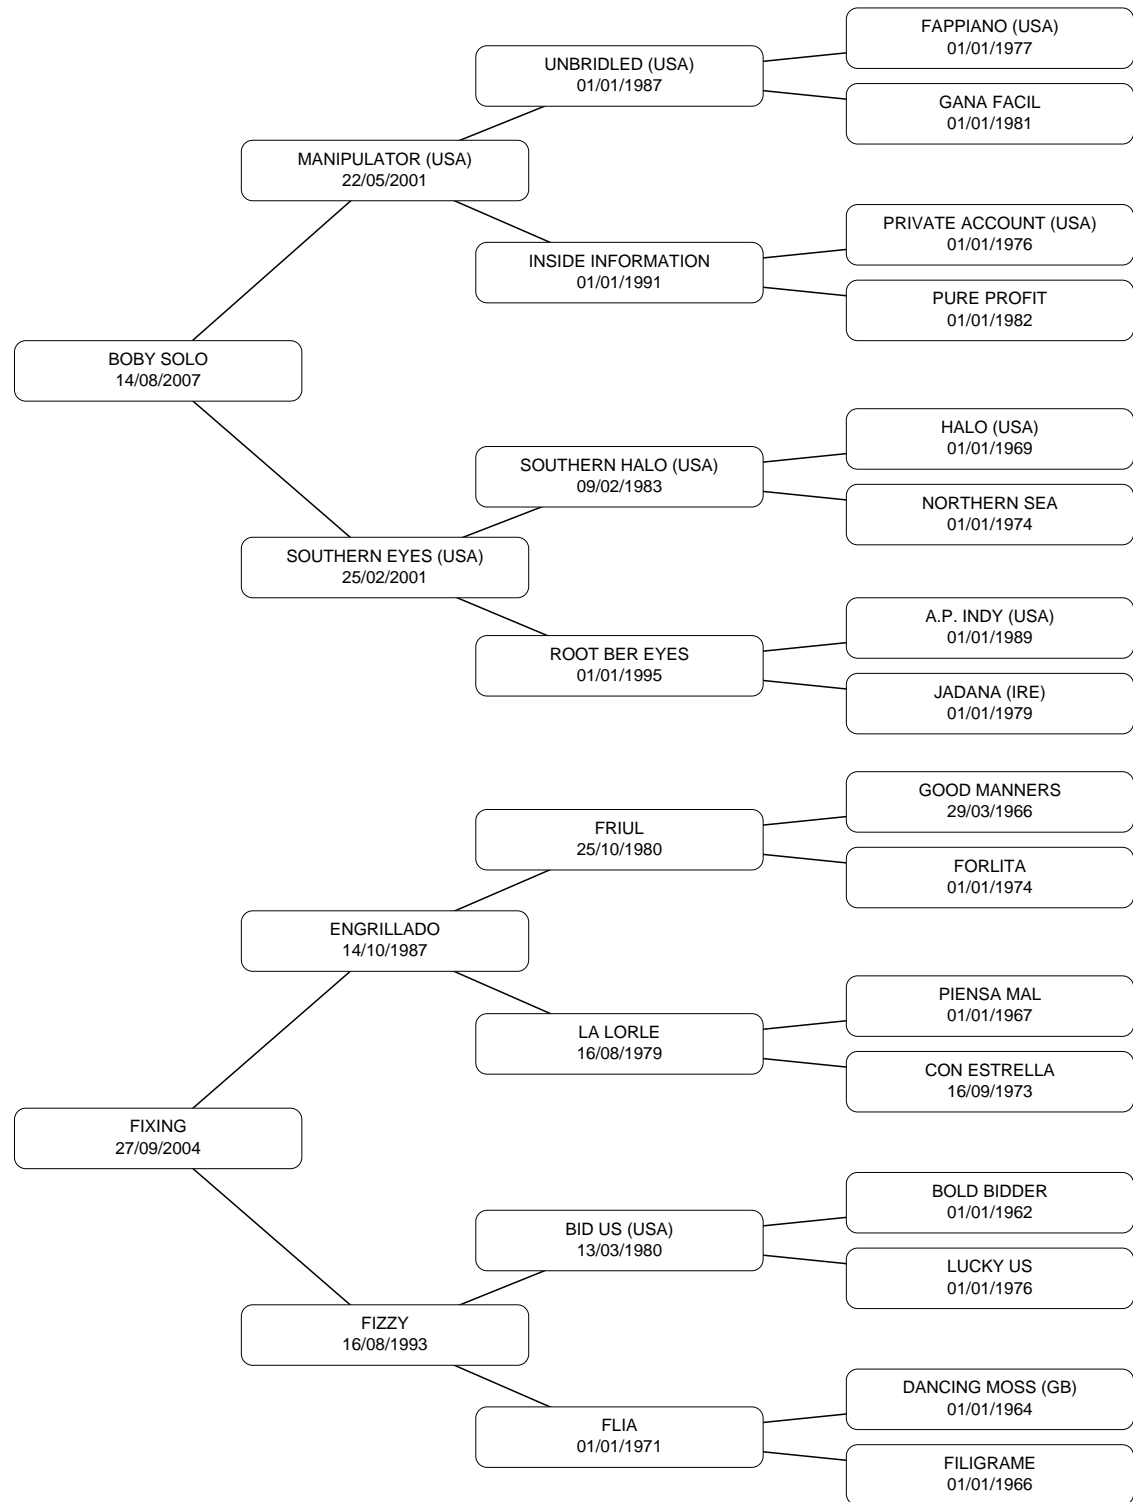 FAPPIANO (USA)
01/01/1977
UNBRIDLED (USA)
01/01/1987
GANA FACIL
01/01/1981
MANIPULATOR (USA)
22/05/2001
PRIVATE ACCOUNT (USA)
01/01/1976
INSIDE INFORMATION
01/01/1991
PURE PROFIT
01/01/1982
BOBY SOLO
14/08/2007
HALO (USA)
01/01/1969
SOUTHERN HALO (USA)
09/02/1983
NORTHERN SEA
01/01/1974
SOUTHERN EYES (USA)
25/02/2001
A.P. INDY (USA)
01/01/1989
ROOT BER EYES
01/01/1995
JADANA (IRE)
01/01/1979
GOOD MANNERS
29/03/1966
FRIUL
25/10/1980
FORLITA
01/01/1974
ENGRILLADO
14/10/1987
PIENSA MAL
01/01/1967
LA LORLE
16/08/1979
CON ESTRELLA
16/09/1973
FIXING
27/09/2004
BOLD BIDDER
01/01/1962
BID US (USA)
13/03/1980
LUCKY US
01/01/1976
FIZZY
16/08/1993
DANCING MOSS (GB)
01/01/1964
FLIA
01/01/1971
FILIGRAME
01/01/1966